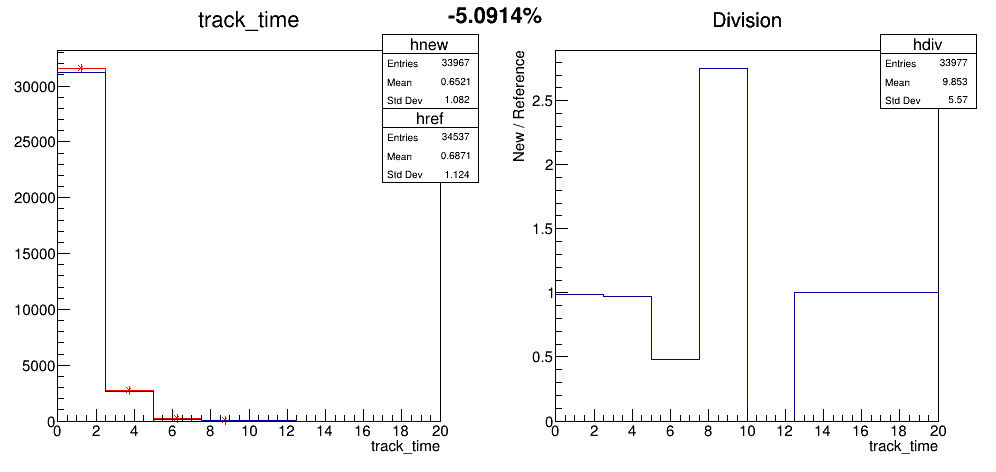 -5.0914%
track_time
hnew
Entries 33967
Mean 0.6521
Std Dev 1.082
href
Entries 34537
Mean 0.6871
Std Dev 1.124
30000
25000
20000
15000
10000
5000
0
0 2 4 6 8 10 12 14 16 18 20
track_time
Division
hdiv
Entries 33977
Mean 9.853
Std Dev 5.57
New / Reference
2.5
2
1.5
1
0.5
0
0 2 4 6 8 10 12 14 16 18 20
track_time